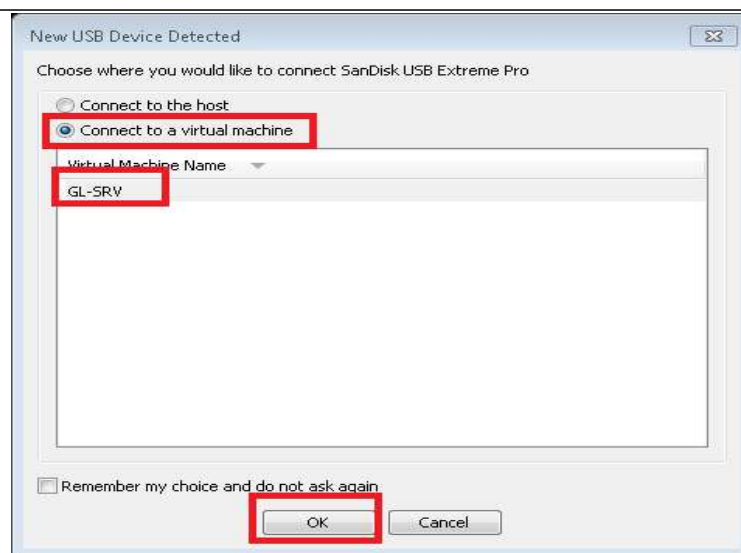 New USB Device Detected
Choose where you would like to connect SanDisk USB Extreme Pro
Connect to the host
Connect to a virtual machine
Virtual Machine Name
GL-SRV
Remember my choice and do not ask again
OK Cancel